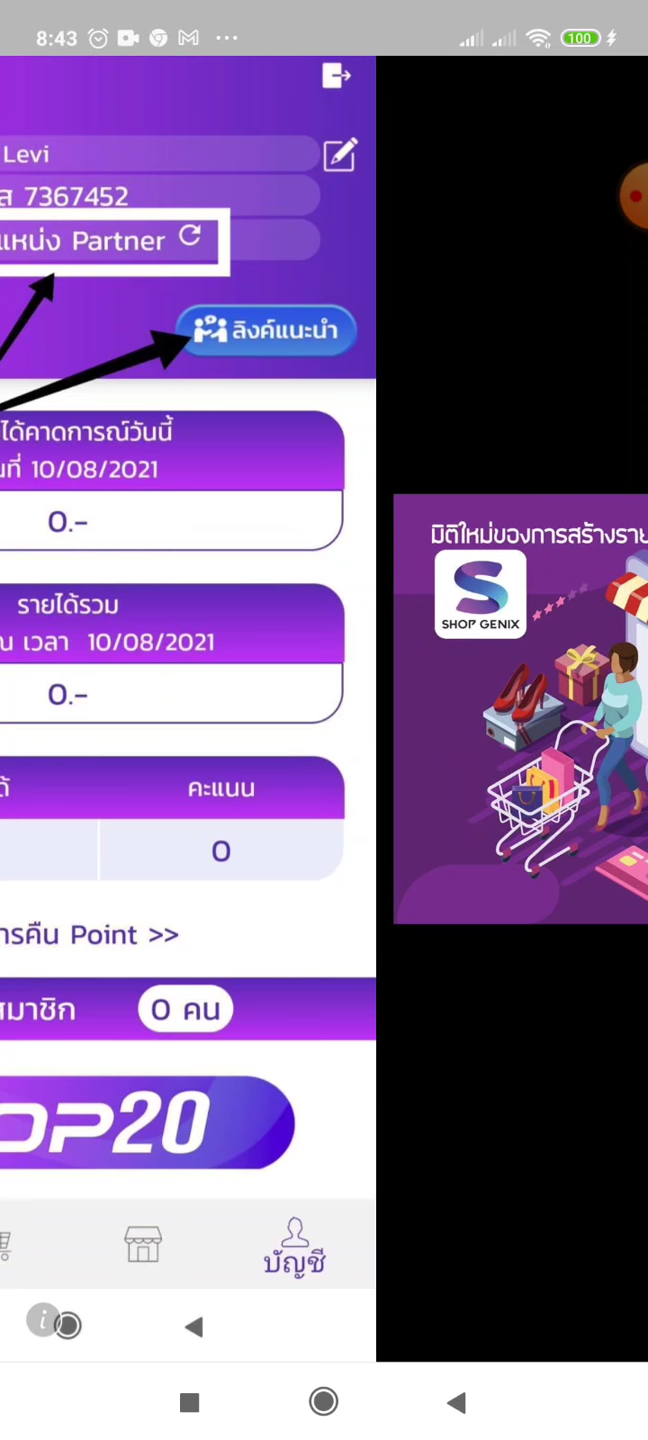 8:43
100
Levi
ส 7367452
แหน่ง Partner
ลิงค์แนะนำ
ได้คาดการณ์วันนี้
นที่ 10/08/2021
0.-
รายได้รวม
ณ เวลา 10/08/2021
0.-
ด้
คะแนน
0
ารคืน Point >>
สมาชิก
0 คน
OP20
บัญชี
i
มิติใหม่ของการสร้างราย
S
SHOP GENIX